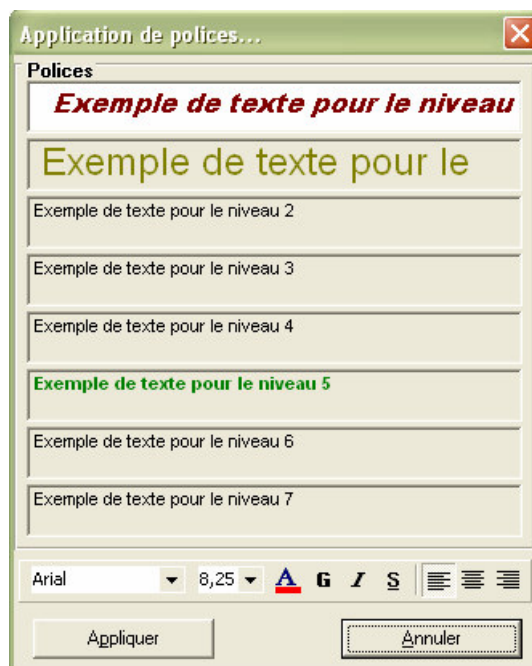 Application de polices...
Polices
Exemple de texte pour le niveau
Exemple de texte pour le
Exemple de texte pour le niveau 2
Exemple de texte pour le niveau 3
Exemple de texte pour le niveau 4
Exemple de texte pour le niveau 5
Exemple de texte pour le niveau 6
Exemple de texte pour le niveau 7
Arial 8,25 A G I S
Appliquer Annuler